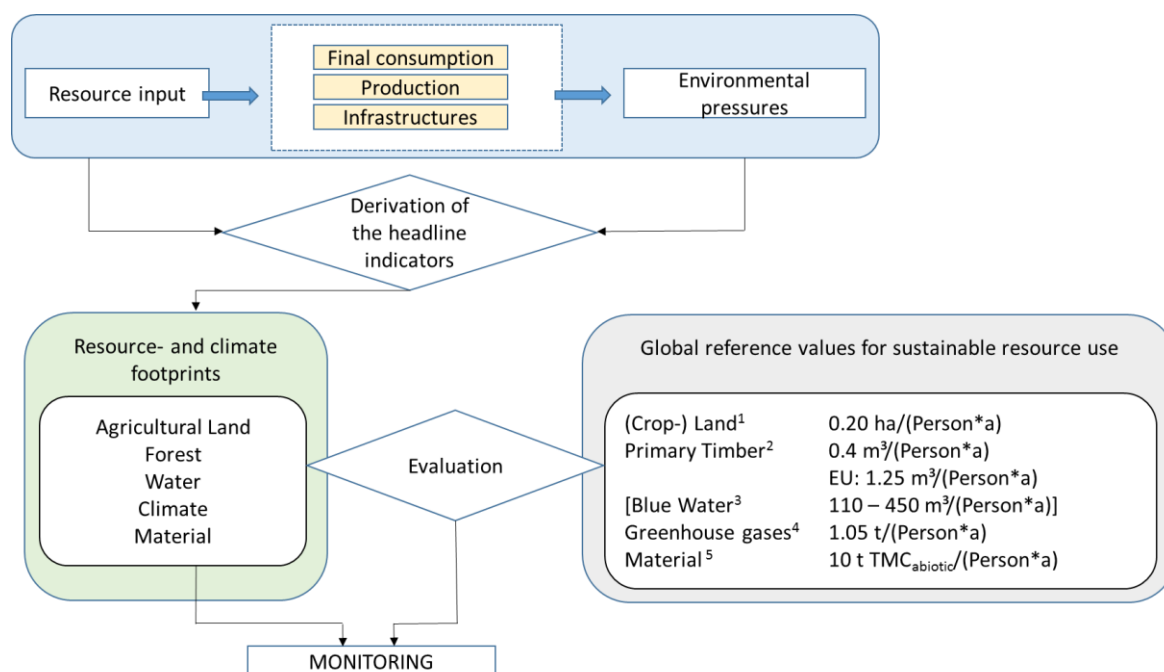 Resource input
Final consumption
Production
Infrastructures
Environmental
pressures
Derivation of
the headline
indicators
Resource- and climate
footprints
Agricultural Land
Forest
Water
Climate
Material
Evaluation
Global reference values for sustainable resource use
(Crop-) Land¹ 0.20 ha/(Person*a)
Primary Timber² 0.4 m³/(Person*a)
EU: 1.25 m³/(Person*a)
[Blue Water³ 110 – 450 m³/(Person*a)]
Greenhouse gases⁴ 1.05 t/(Person*a)
Material ⁵ 10 t TMCabiotic/(Person*a)
MONITORING